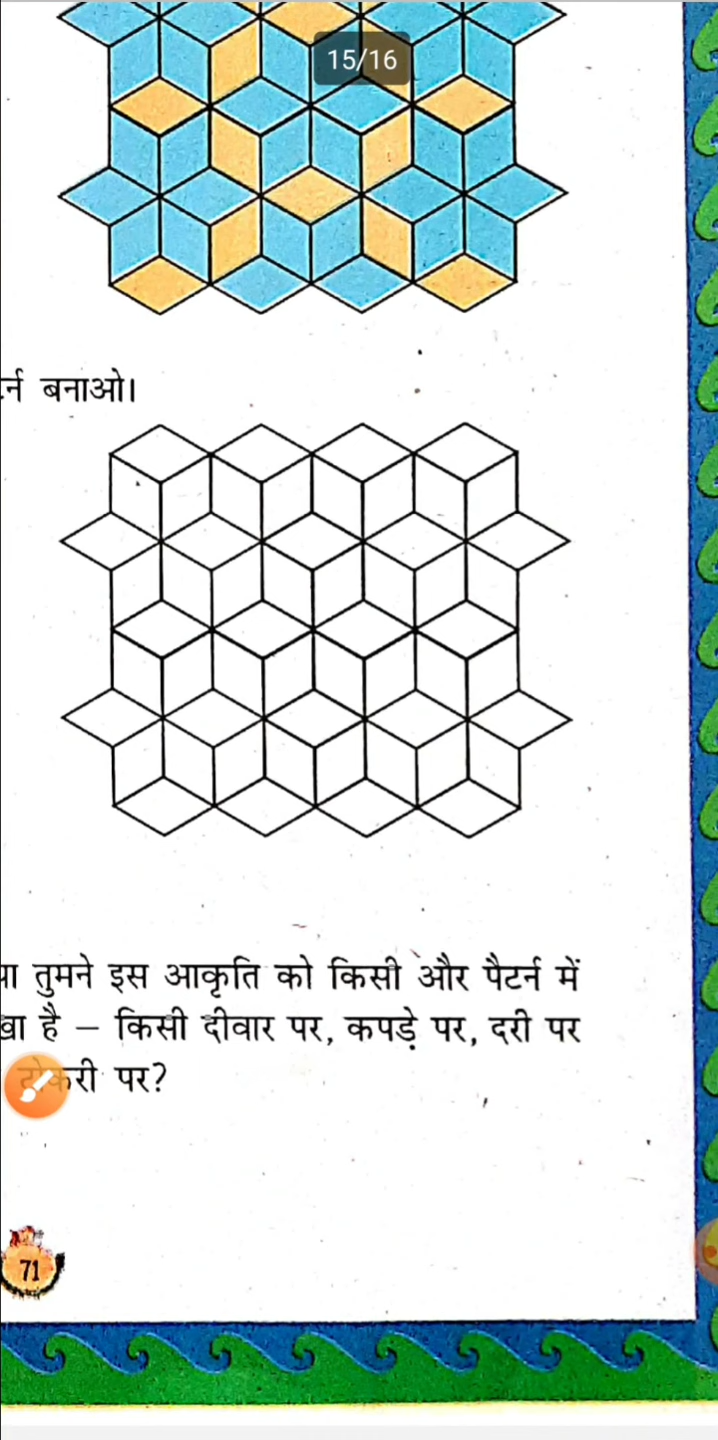 15/16
र्न बनाओ।
तुमने इस आकृति को किसी और पैटर्न में
है – किसी दीवार पर, कपड़े पर, दरी पर
पर?
71